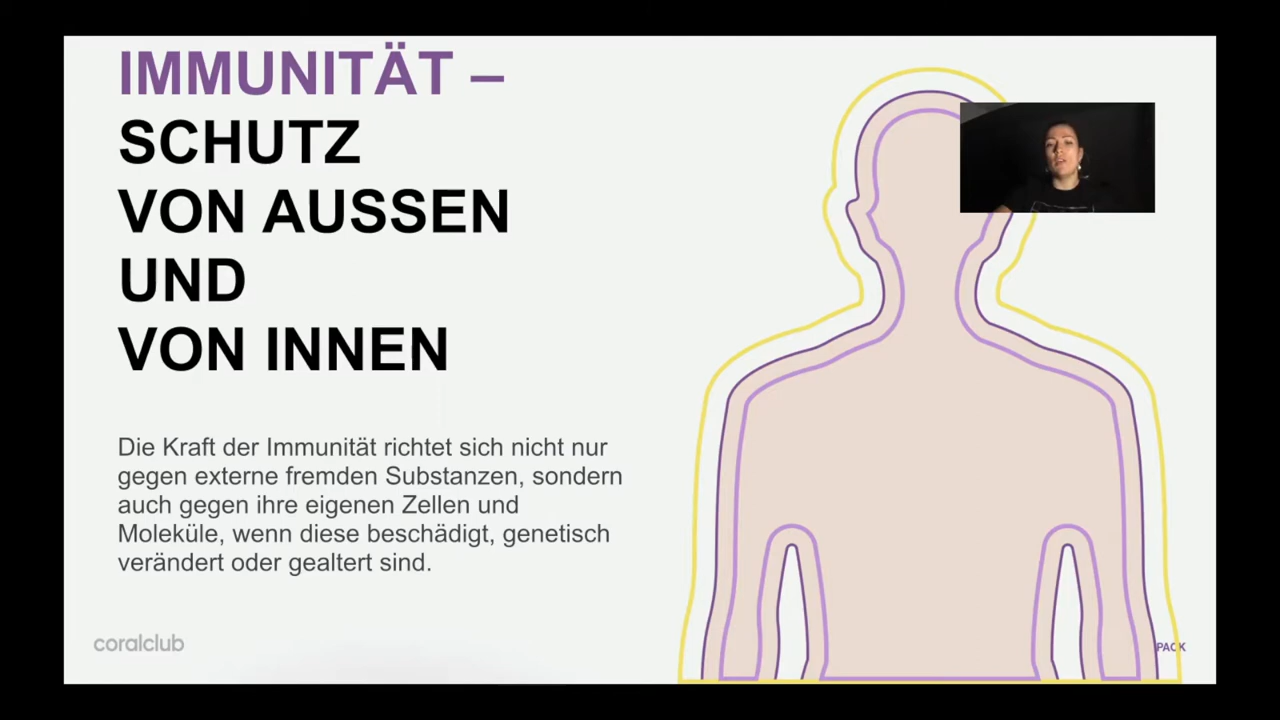 IMMUNITÄT –
SCHUTZ
VON AUSSEN
UND
VON INNEN
Die Kraft der Immunität richtet sich nicht nur
gegen externe fremden Substanzen, sondern
auch gegen ihre eigenen Zellen und
Moleküle, wenn diese beschädigt, genetisch
verändert oder gealtert sind.
coralclub
PACK